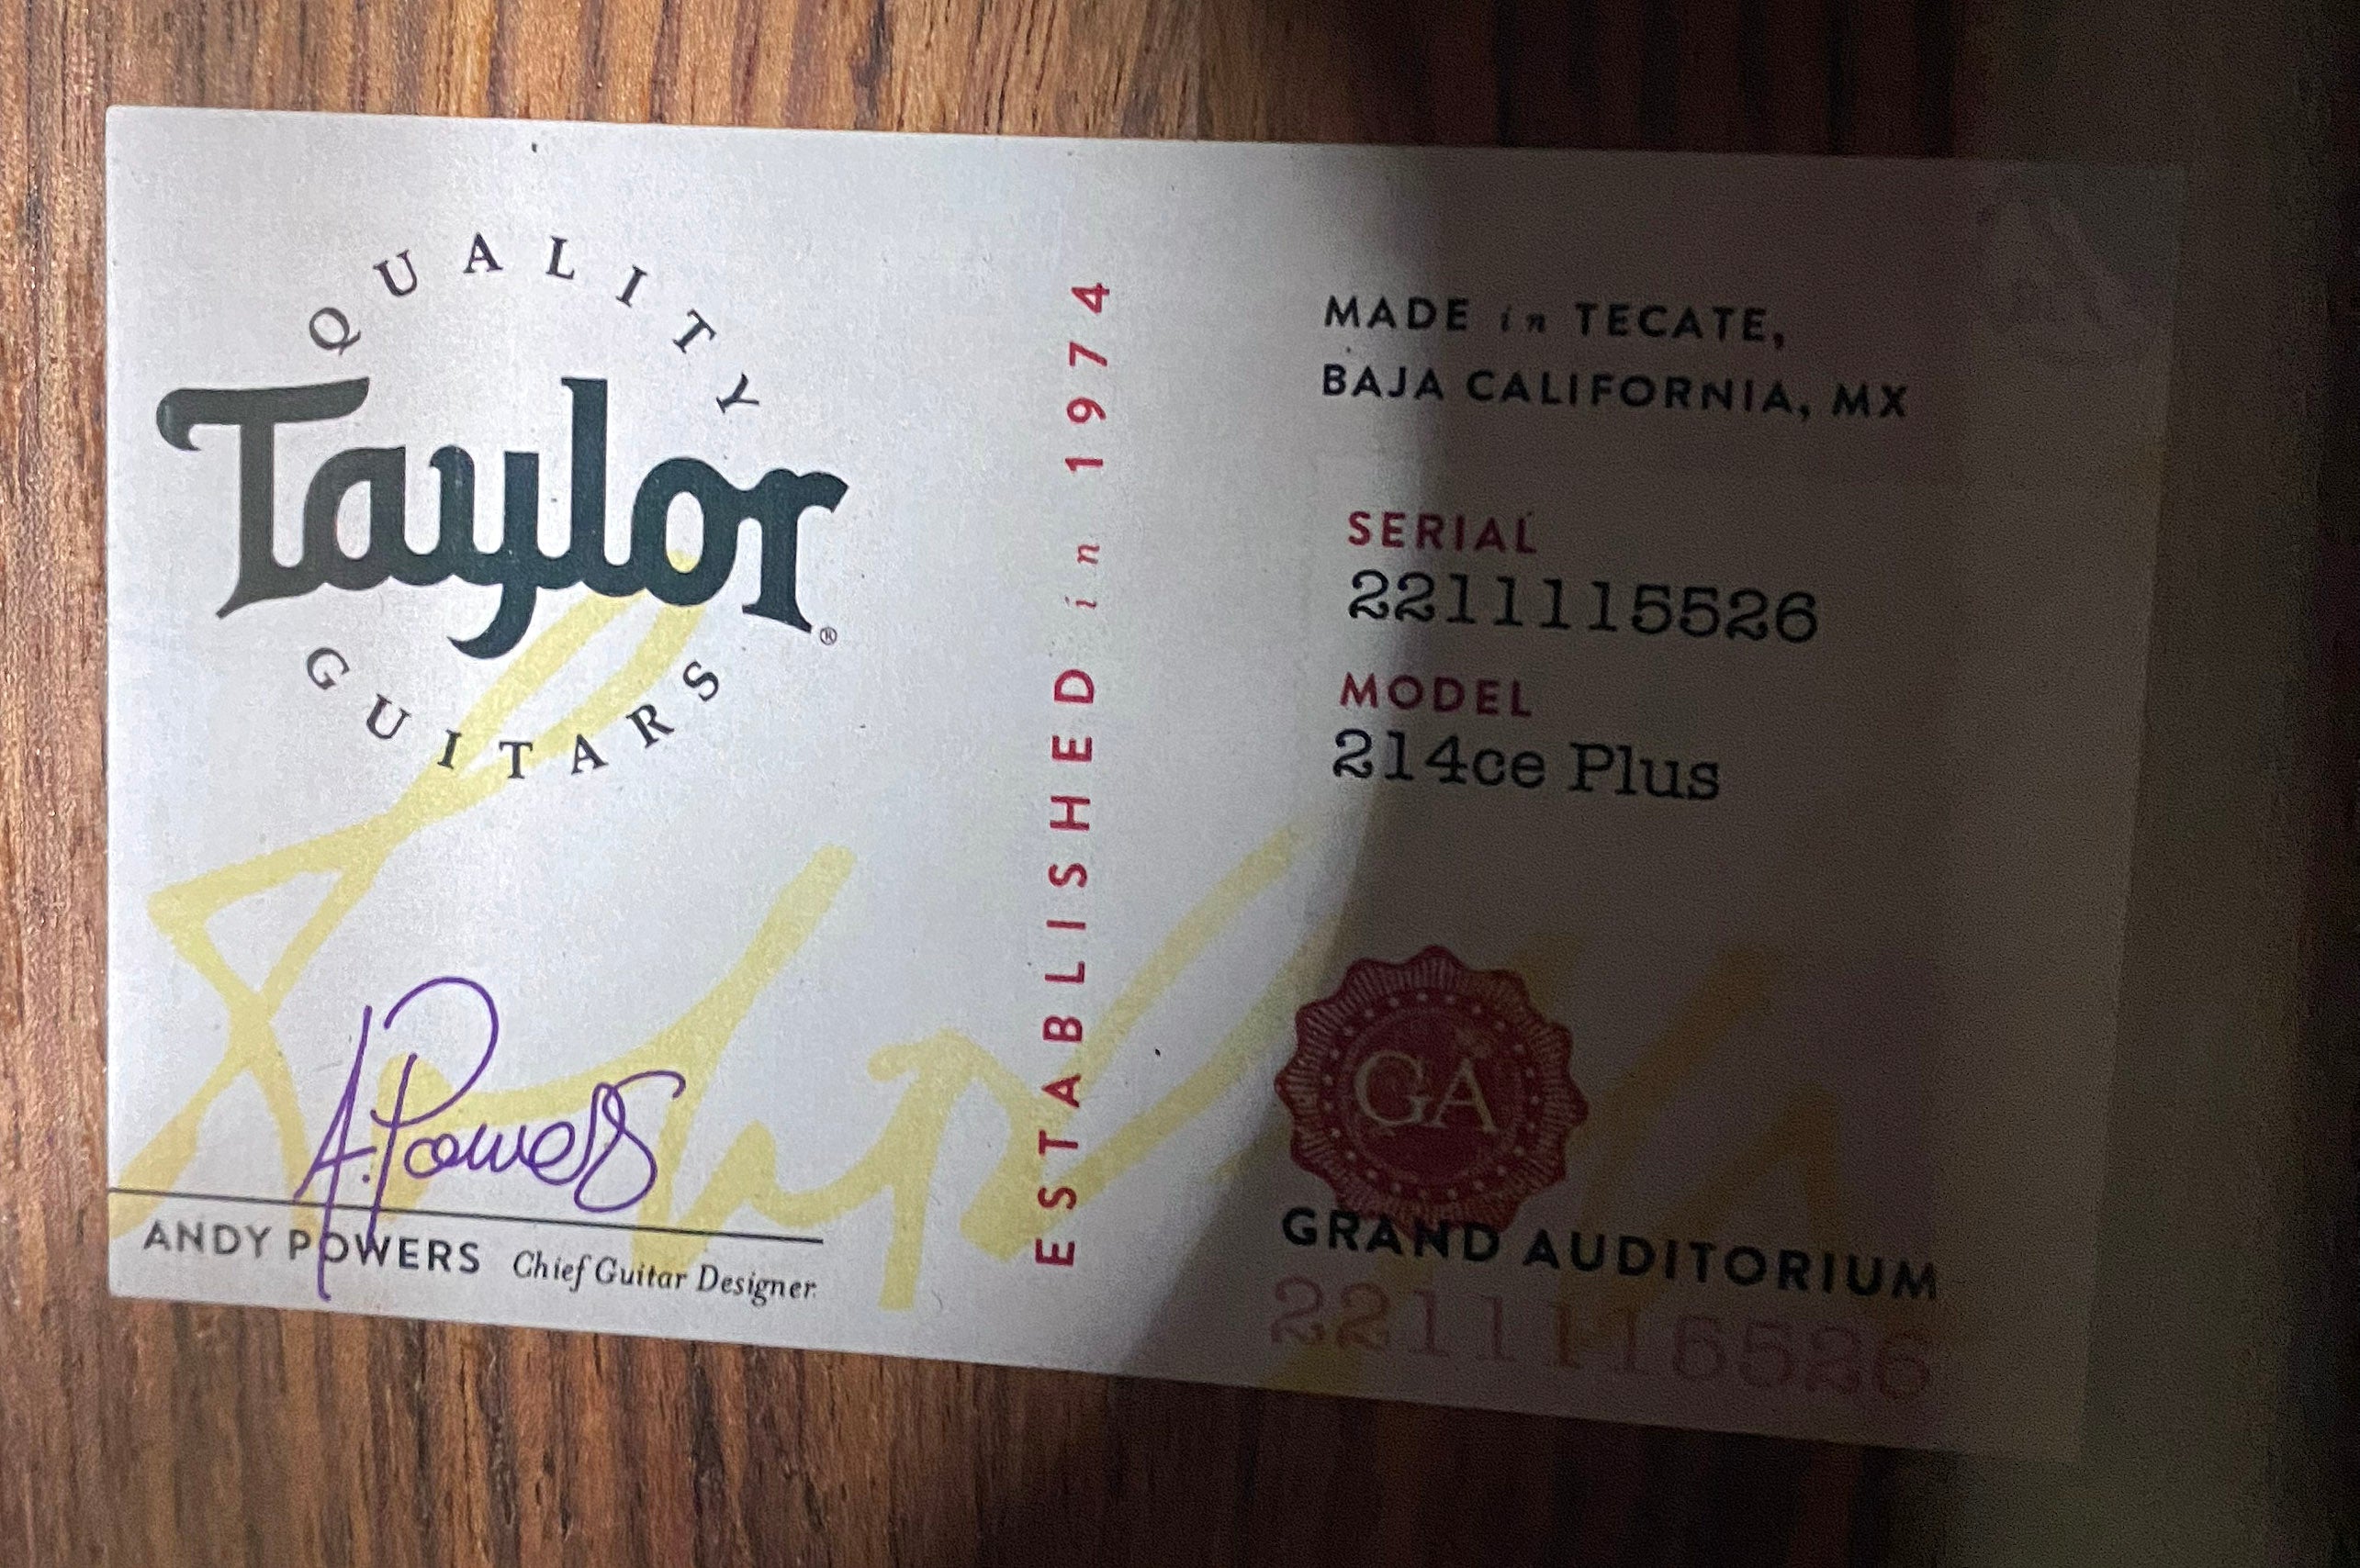 QUALITY
Taylor®
GUITARS
A. Powers
ANDY POWERS Chief Guitar Designer
ESTABLISHED in 1974
MADE in TECATE,
BAJA CALIFORNIA, MX
SERIAL
2211115526
MODEL
214ce Plus
GA
GRAND AUDITORIUM